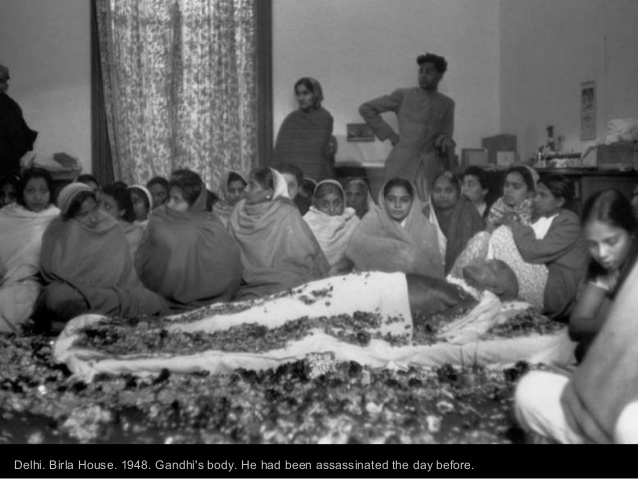 Delhi. Birla House. 1948. Gandhi's body. He had been assassinated the day before.